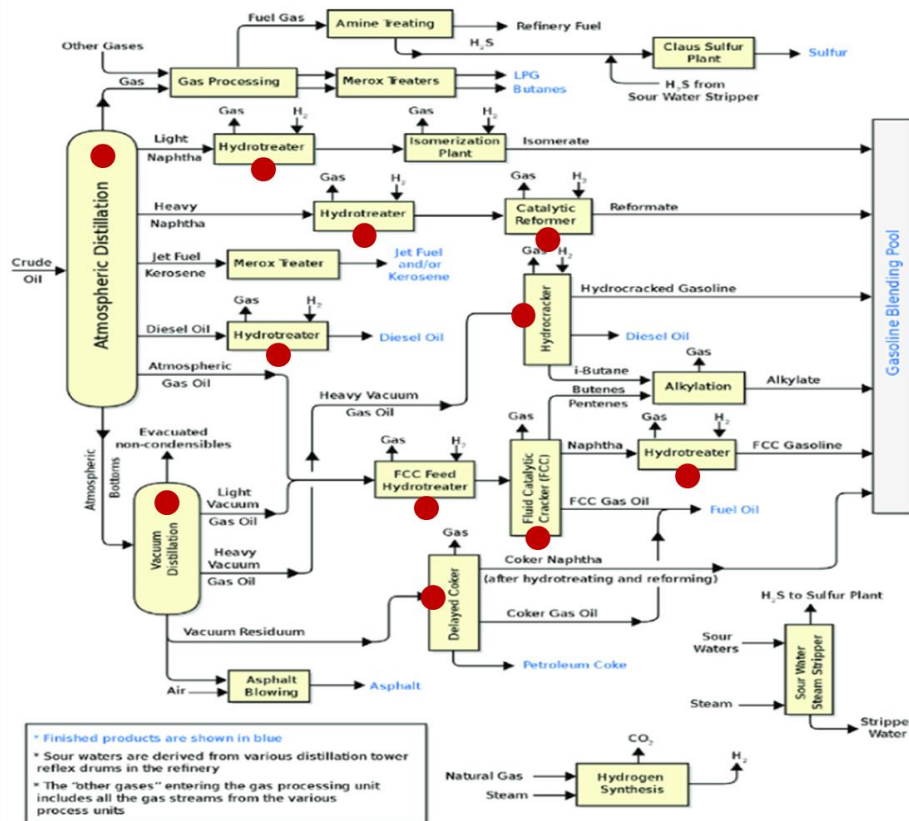 Fuel Gas
Amine Treating
Refinery Fuel
Other Gases
H₂S
Claus Sulfur
Plant
Sulfur
Gas
Gas Processing
Merox Treaters
LPG
Butanes
H₂S from
Sour Water Stripper
Gas
H₂
Gas
H₂
Light
Naphtha
Hydrotreater
Isomerization
Plant
Isomerate
Gas
H₂
Gas
H₂
Heavy
Naphtha
Hydrotreater
Catalytic
Reformer
Reformate
Crude
Oil
Atmospheric Distillation
Jet Fuel
Kerosene
Merox Treater
Jet Fuel
and/or
Kerosene
Gas
H₂
Hydrocracker
Hydrocracked Gasoline
Diesel Oil
Gas
H₂
Diesel Oil
Hydrotreater
Diesel Oil
Atmospheric
Gas Oil
i-Butane
Butenes
Pentenes
Gas
Alkylation
Alkylate
Heavy Vacuum
Gas Oil
Gasoline Blending Pool
Atmospheric
Bottoms
Evacuated
non-condensibles
Gas
H₂
FCC Feed
Hydrotreater
Gas
Fluid Catalytic
Cracker (FCC)
Naphtha
Gas
H₂
Hydrotreater
FCC Gasoline
FCC Gas Oil
Fuel Oil
Vacuum
Distillation
Light
Vacuum
Gas Oil
Heavy
Vacuum
Gas Oil
Gas
Delayed Coker
Coker Naphtha
(after hydrotreating and reforming)
Coker Gas Oil
Vacuum Residuum
Petroleum Coke
Air
Asphalt
Blowing
Asphalt
H₂S to Sulfur Plant
Sour
Waters
Sour Water
Steam Stripper
Steam
Strippe
Water
* Finished products are shown in blue
* Sour waters are derived from various distillation tower
reflex drums in the refinery
* The "other gases" entering the gas processing unit
includes all the gas streams from the various
process units
CO₂
H₂
Natural Gas
Steam
Hydrogen
Synthesis